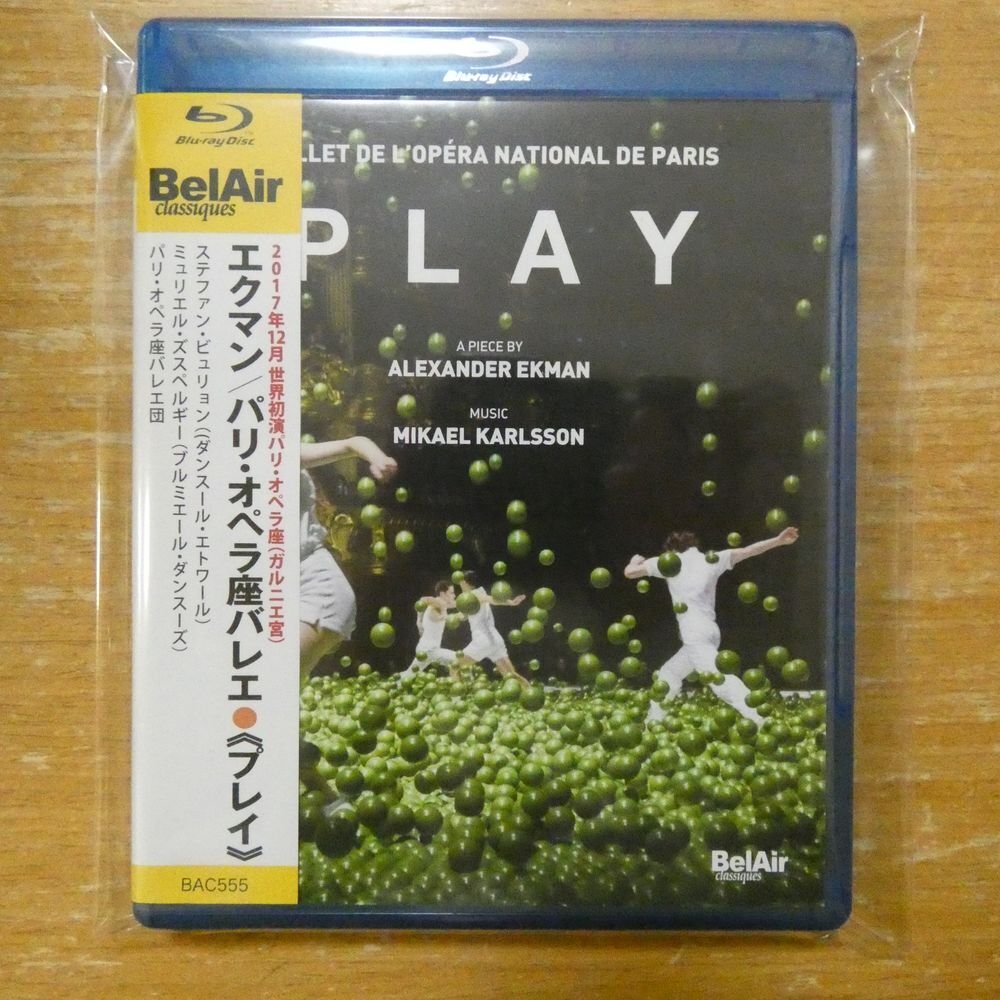 Blu-ray Disc
Blu-ray Disc
BelAir
classiques
2017年12月 世界初演パリ・オペラ座(ガルニエ宮)
エクマン/パリ・オペラ座バレエ●《プレイ》
ステファン・ビュリョン(ダンスール・エトワール)
ミュリエル・ズスペルギー(プルミエール・ダンスーズ)
パリ・オペラ座バレエ団
BAC555
LLET DE L'OPÉRA NATIONAL DE PARIS
PLAY
A PIECE BY
ALEXANDER EKMAN
MUSIC
MIKAEL KARLSSON
BelAir
classiques